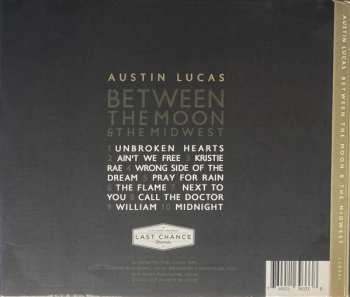 AUSTIN LUCAS
BETWEEN
THE MOON
& THE MIDWEST
1 UNBROKEN HEARTS
2 AIN'T WE FREE 3 KRISTIE
RAE 4 WRONG SIDE OF THE
DREAM 5 PRAY FOR RAIN
6 THE FLAME 7 NEXT TO
YOU 8 CALL THE DOCTOR
9 WILLIAM 10 MIDNIGHT
LAST CHANCE
Records
AUSTIN LUCAS BETWEEN THE MOON & THE MIDWEST